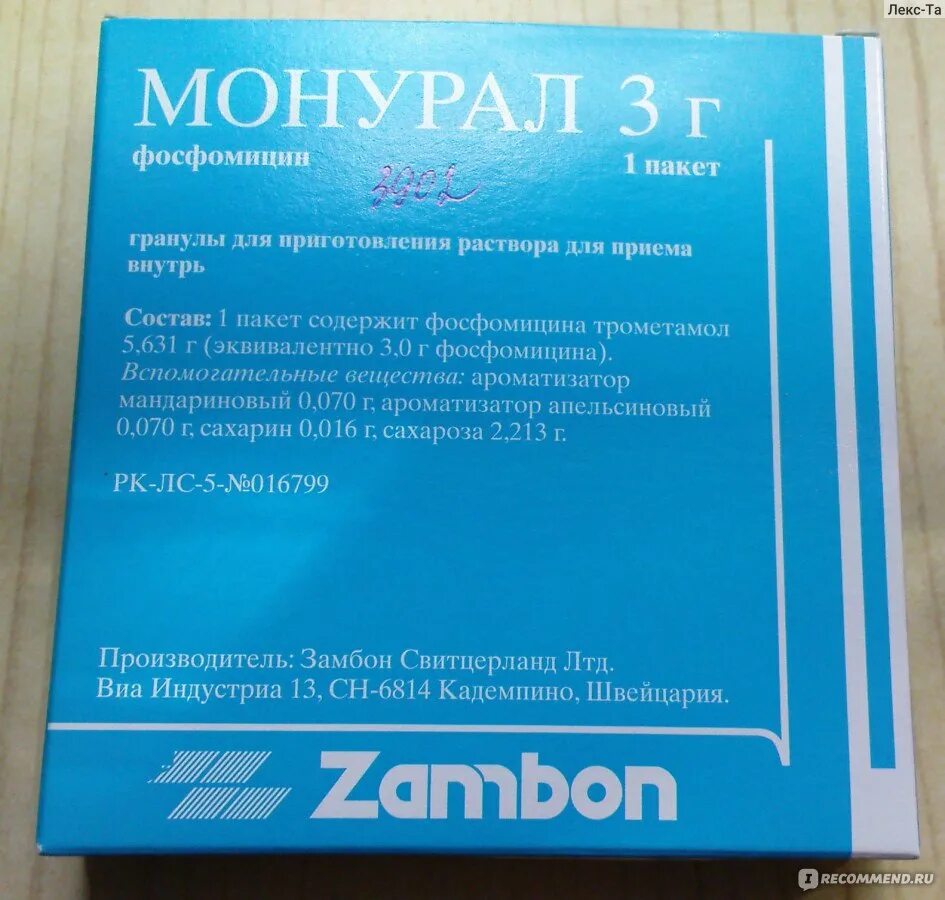 Лекс-Та
МОНУРАЛ 3 г
фосфомицин
1 пакет
3902
гранулы для приготовления раствора для приема
внутрь
Состав: 1 пакет содержит фосфомицина трометамол
5,631 г (эквивалентно 3,0 г фосфомицина).
Вспомогательные вещества: ароматизатор
мандариновый 0,070 г, ароматизатор апельсиновый
0,070 г, сахарин 0,016 г, сахароза 2,213 г.
РК-ЛС-5-№016799
Производитель: Замбон Свитцерланд Лтд.
Виа Индустриа 13, CH-6814 Кадемпино, Швейцария.
Zambon
IRECOMMEND.RU